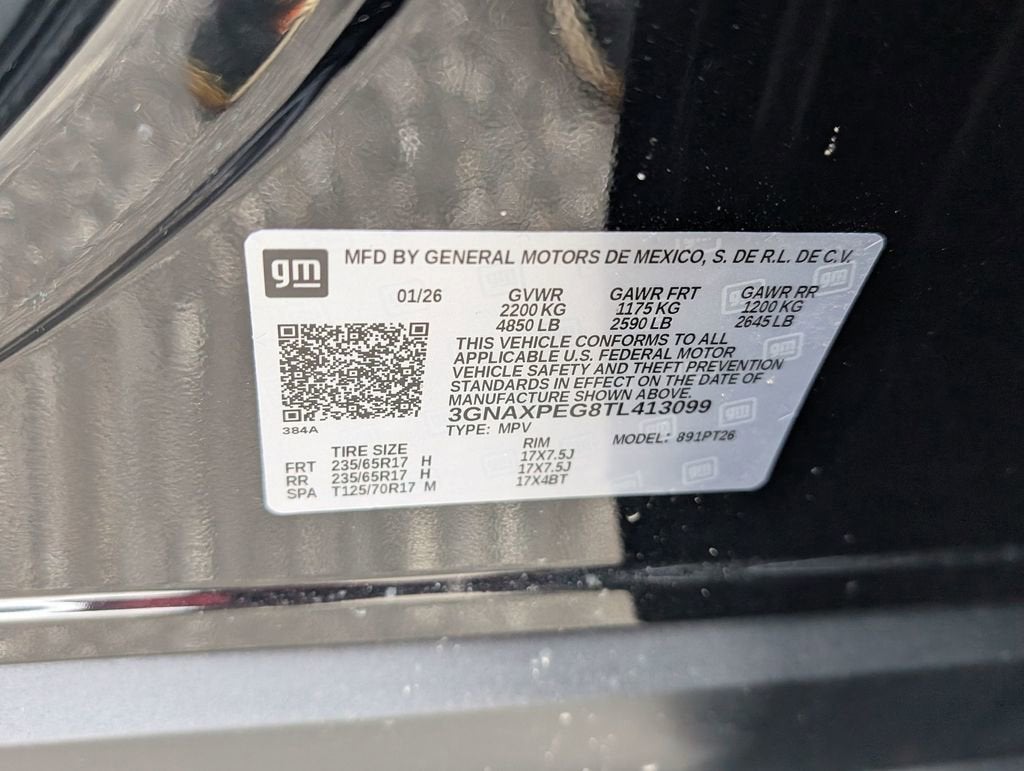 gm MFD BY GENERAL MOTORS DE MEXICO, S. DE R.L. DE C.V.
01/26 GVWR GAWR FRT GAWR RR
2200 KG 1175 KG 1200 KG
4850 LB 2590 LB 2645 LB
THIS VEHICLE CONFORMS TO ALL
APPLICABLE U.S. FEDERAL MOTOR
VEHICLE SAFETY AND THEFT PREVENTION
STANDARDS IN EFFECT ON THE DATE OF
MANUFACTURE SHOWN ABOVE.
3GNAXPEG8TL413099
384A
TYPE: MPV MODEL: 891PT26
TIRE SIZE RIM
FRT 235/65R17 H 17X7.5J
RR 235/65R17 H 17X7.5J
SPA T125/70R17 M 17X4BT